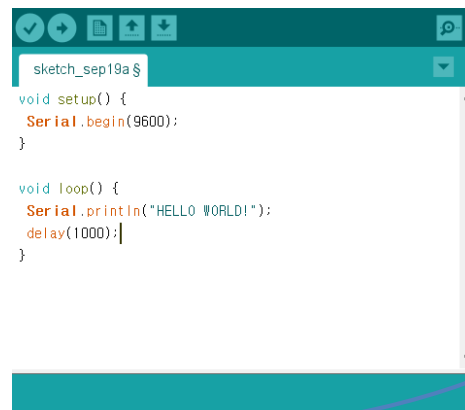 sketch_sep19a §
void setup() {
 Serial.begin(9600);
}

void loop() {
 Serial.println("HELLO WORLD!");
 delay(1000);
}